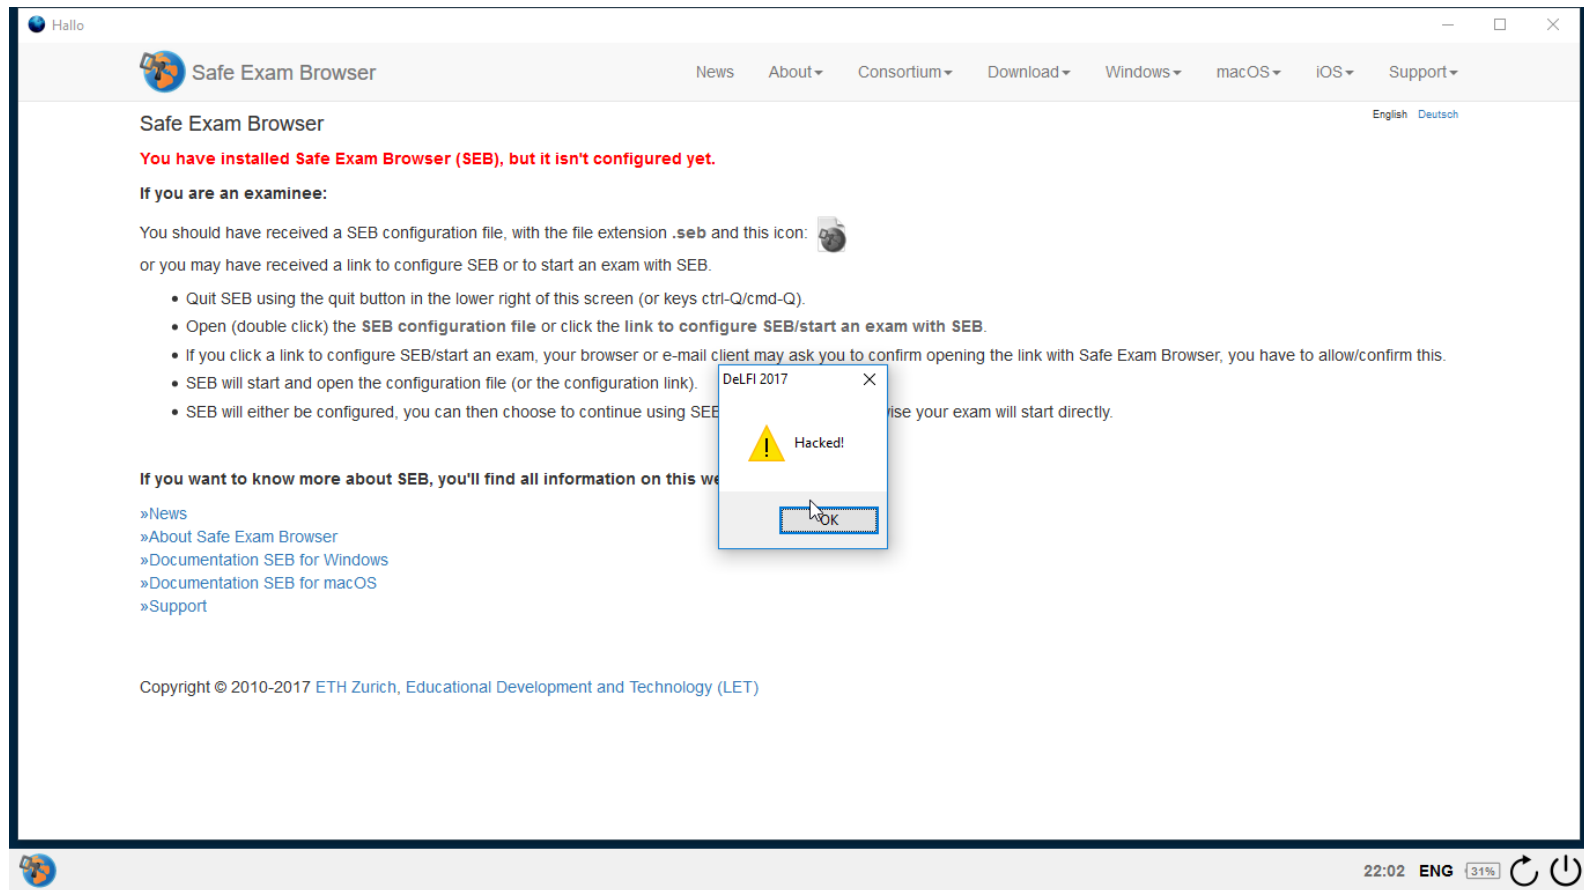 Hallo
Safe Exam Browser
News About Consortium Download Windows macOS iOS Support
English Deutsch
Safe Exam Browser
You have installed Safe Exam Browser (SEB), but it isn't configured yet.
If you are an examinee:
You should have received a SEB configuration file, with the file extension .seb and this icon:
or you may have received a link to configure SEB or to start an exam with SEB.
• Quit SEB using the quit button in the lower right of this screen (or keys ctrl-Q/cmd-Q).
• Open (double click) the SEB configuration file or click the link to configure SEB/start an exam with SEB.
• If you click a link to configure SEB/start an exam, your browser or e-mail client may ask you to confirm opening the link with Safe Exam Browser, you have to allow/confirm this.
• SEB will start and open the configuration file (or the configuration link).
• SEB will either be configured, you can then choose to continue using SEB
your exam will start directly.
DeLFI 2017
Hacked!
OK
If you want to know more about SEB, you'll find all information on this
»News
»About Safe Exam Browser
»Documentation SEB for Windows
»Documentation SEB for macOS
»Support
Copyright © 2010-2017 ETH Zurich, Educational Development and Technology (LET)
22:02 ENG 31%